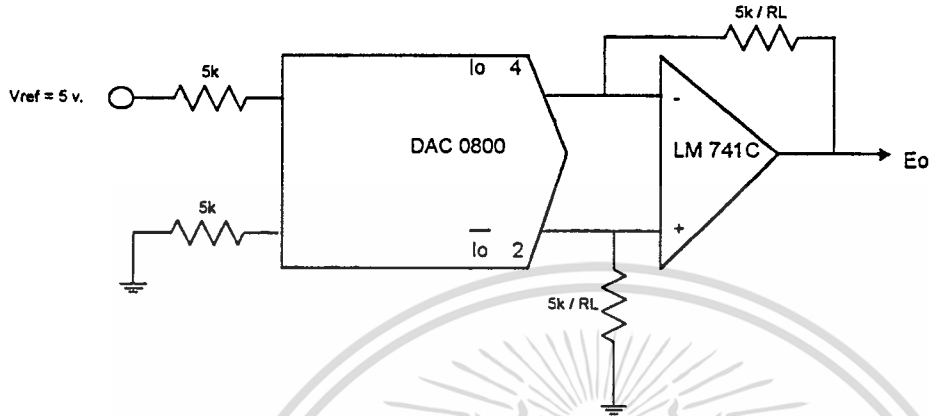 5k / RL
Io 4
5k
Vref = 5 v.
-
DAC 0800
LM 741C
Eo
5k
+
Io 2
5k / RL